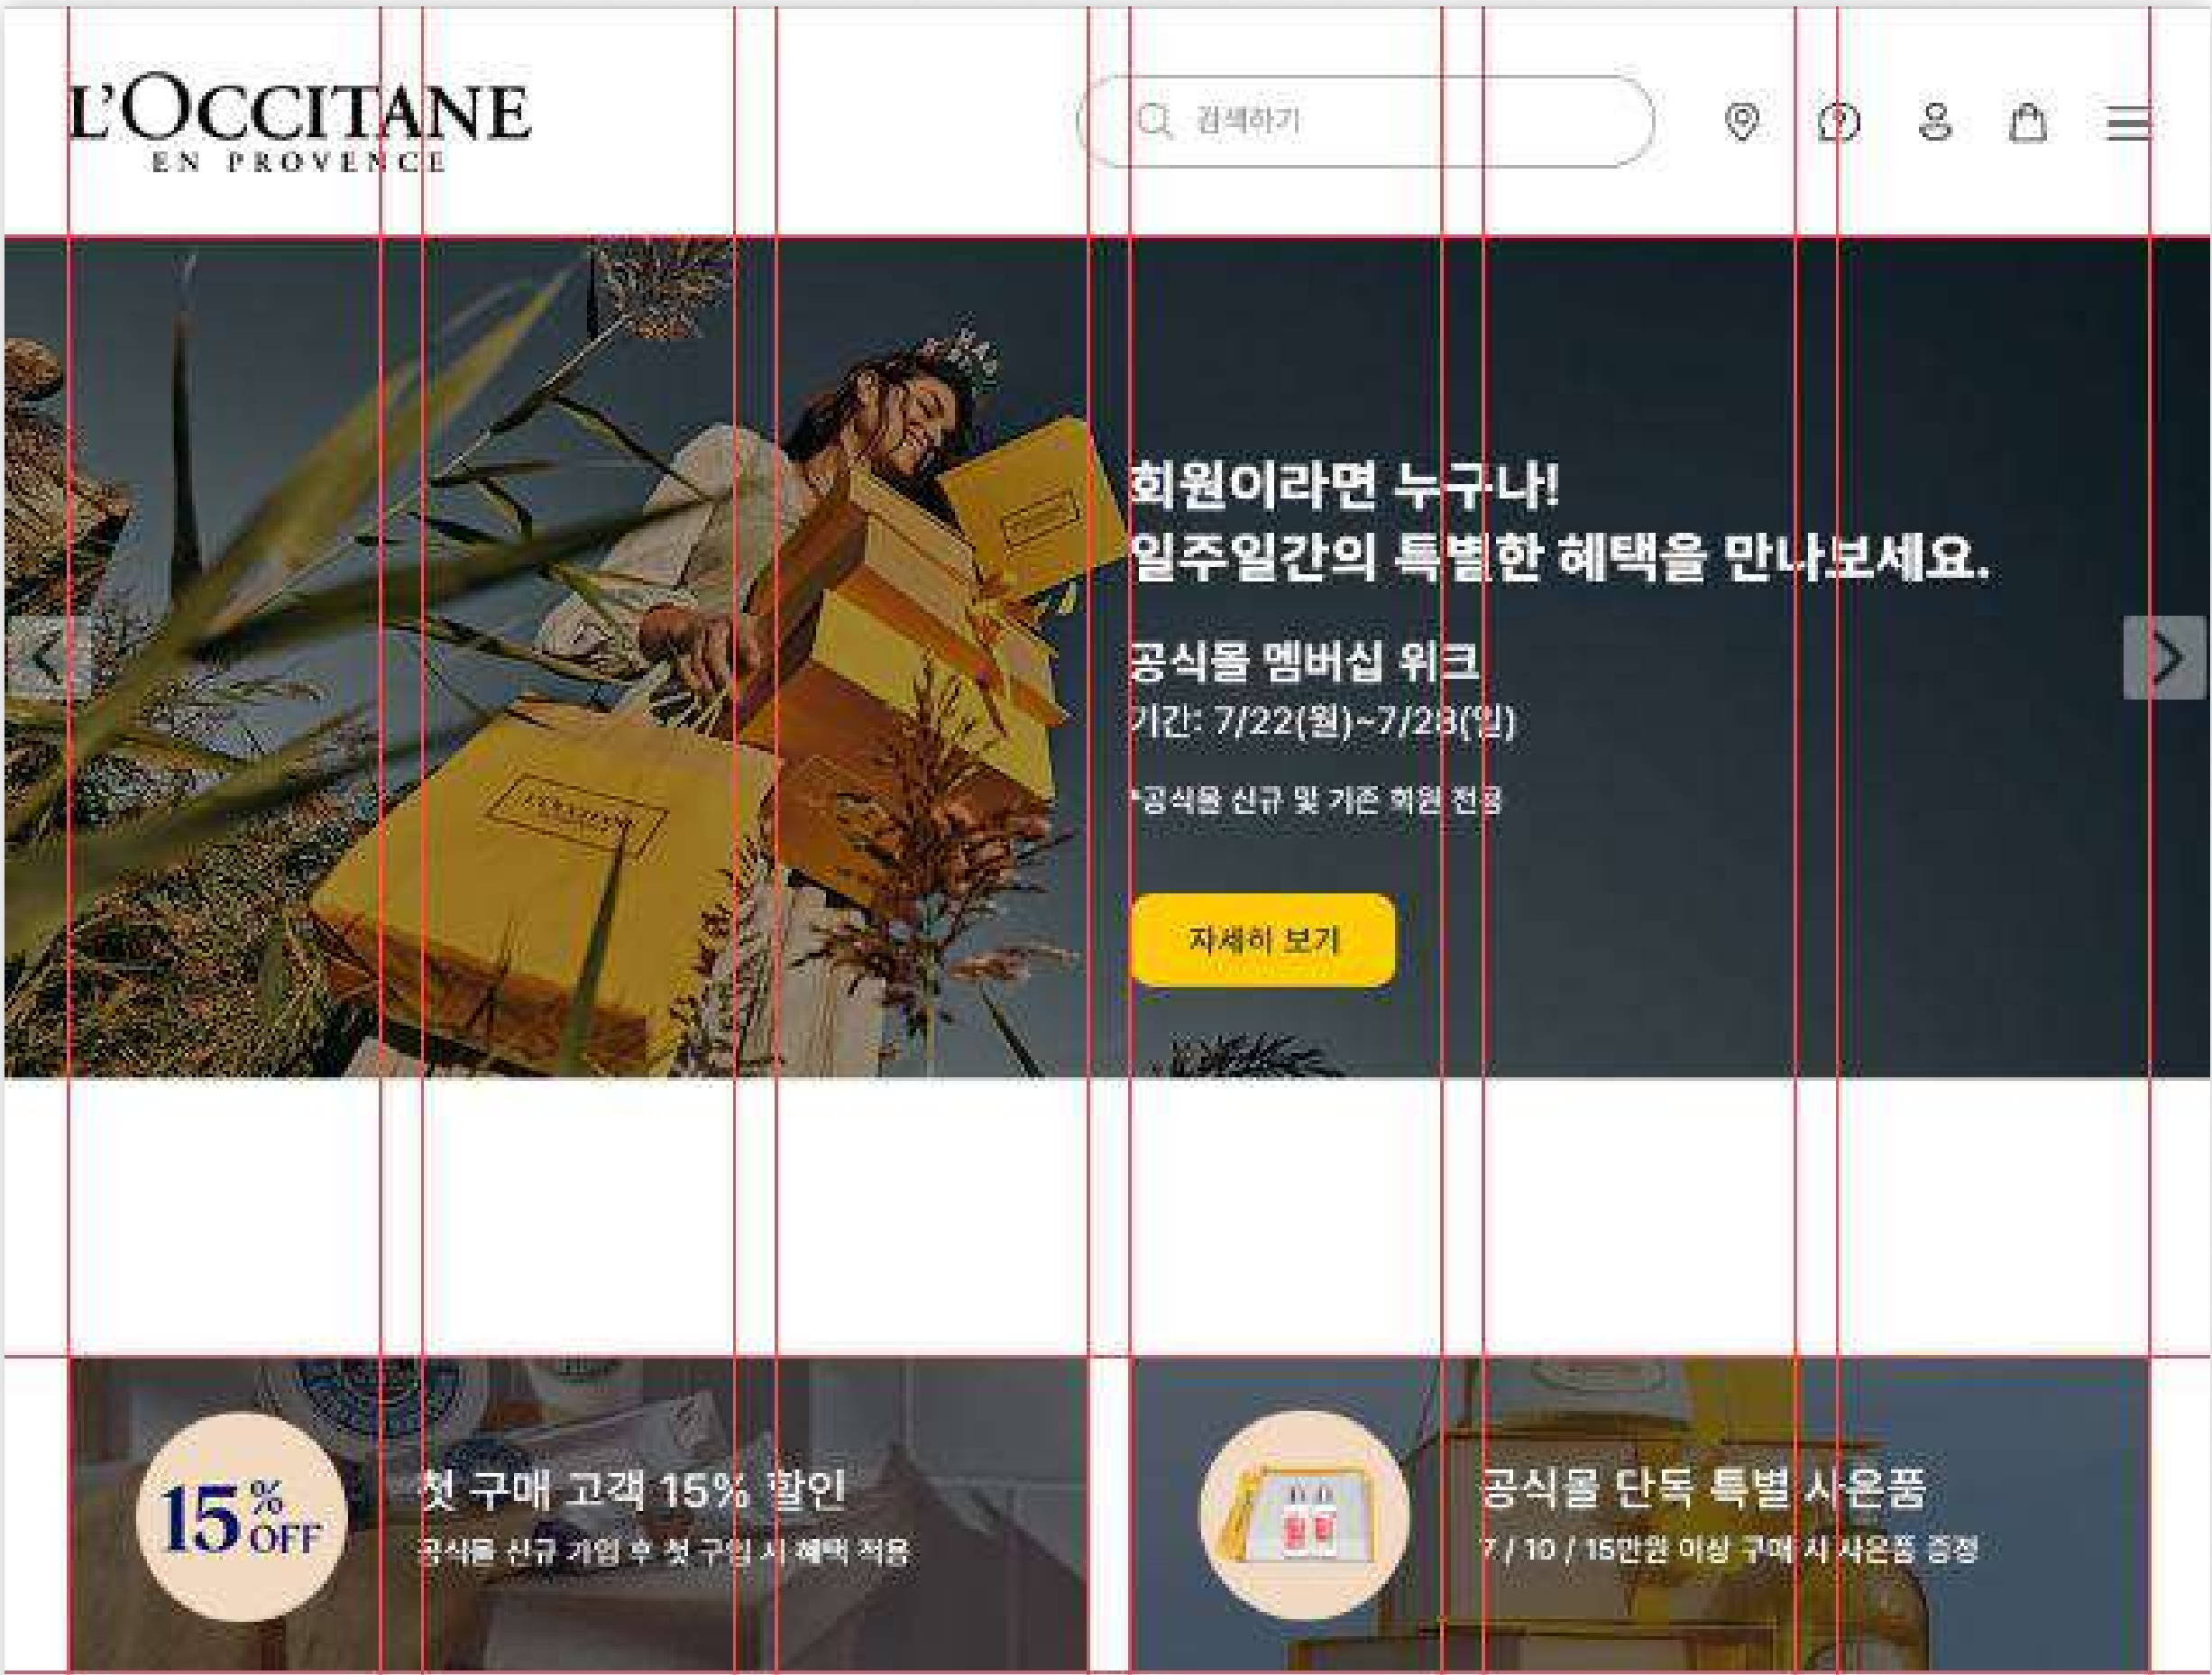 L'OCCITANE
EN PROVENCE
검색하기
회원이라면 누구나!
일주일간의 특별한 혜택을 만나보세요.
공식몰 멤버십 위크
기간: 7/22(월)~7/28(일)
*공식몰 신규 및 기존 회원 전용
자세히 보기
15% OFF
첫 구매 고객 15% 할인
공식몰 신규 가입 후 첫 구입 시 혜택 적용
공식몰 단독 특별 사은품
7 / 10 / 15만원 이상 구매 시 사은품 증정